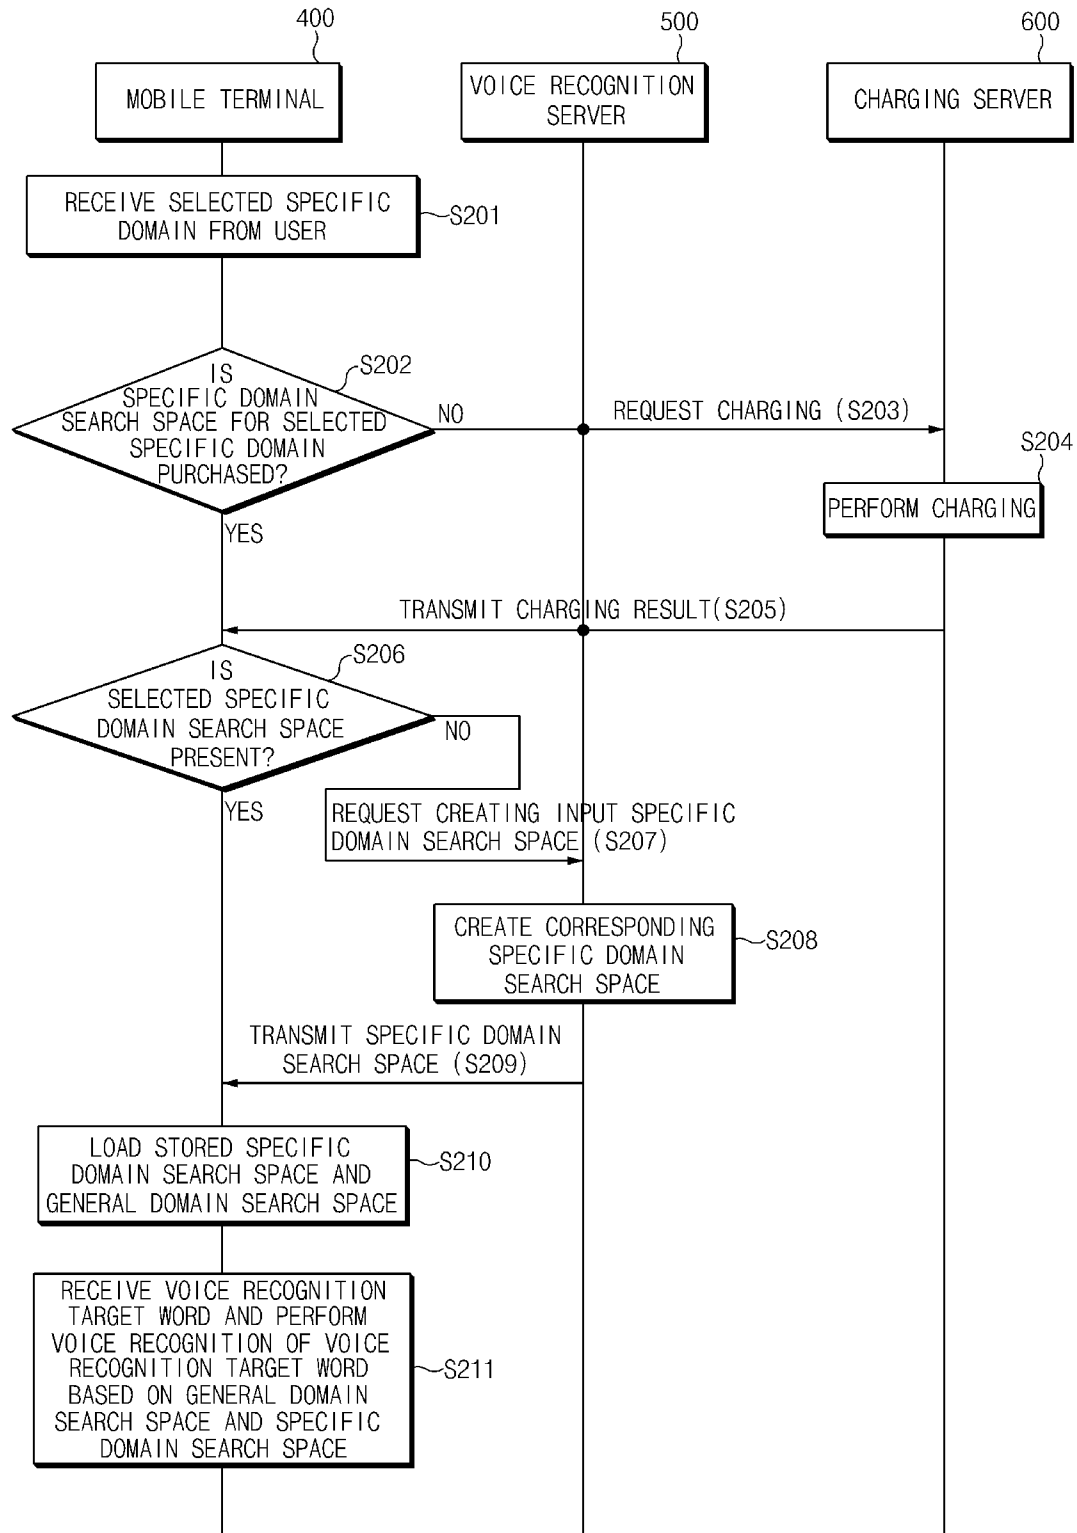 400
500
600
MOBILE TERMINAL
VOICE RECOGNITION
SERVER
CHARGING SERVER
RECEIVE SELECTED SPECIFIC
DOMAIN FROM USER
S201
IS
SPECIFIC DOMAIN
SEARCH SPACE FOR SELECTED
SPECIFIC DOMAIN
PURCHASED?
S202
NO
REQUEST CHARGING (S203)
S204
PERFORM CHARGING
YES
TRANSMIT CHARGING RESULT(S205)
IS
SELECTED SPECIFIC
DOMAIN SEARCH SPACE
PRESENT?
S206
NO
YES
REQUEST CREATING INPUT SPECIFIC
DOMAIN SEARCH SPACE (S207)
CREATE CORRESPONDING
SPECIFIC DOMAIN
SEARCH SPACE
S208
TRANSMIT SPECIFIC DOMAIN
SEARCH SPACE (S209)
LOAD STORED SPECIFIC
DOMAIN SEARCH SPACE AND
GENERAL DOMAIN SEARCH SPACE
S210
RECEIVE VOICE RECOGNITION
TARGET WORD AND PERFORM
VOICE RECOGNITION OF VOICE
RECOGNITION TARGET WORD
BASED ON GENERAL DOMAIN
SEARCH SPACE AND SPECIFIC
DOMAIN SEARCH SPACE
S211